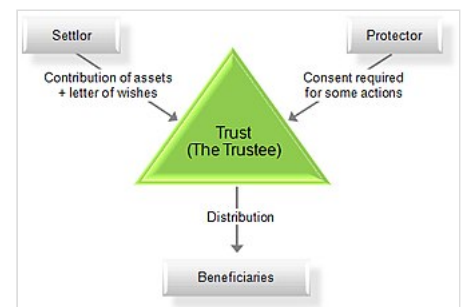 Settlor
Protector
Contribution of assets
+ letter of wishes
Consent required
for some actions
Trust
(The Trustee)
Distribution
Beneficiaries